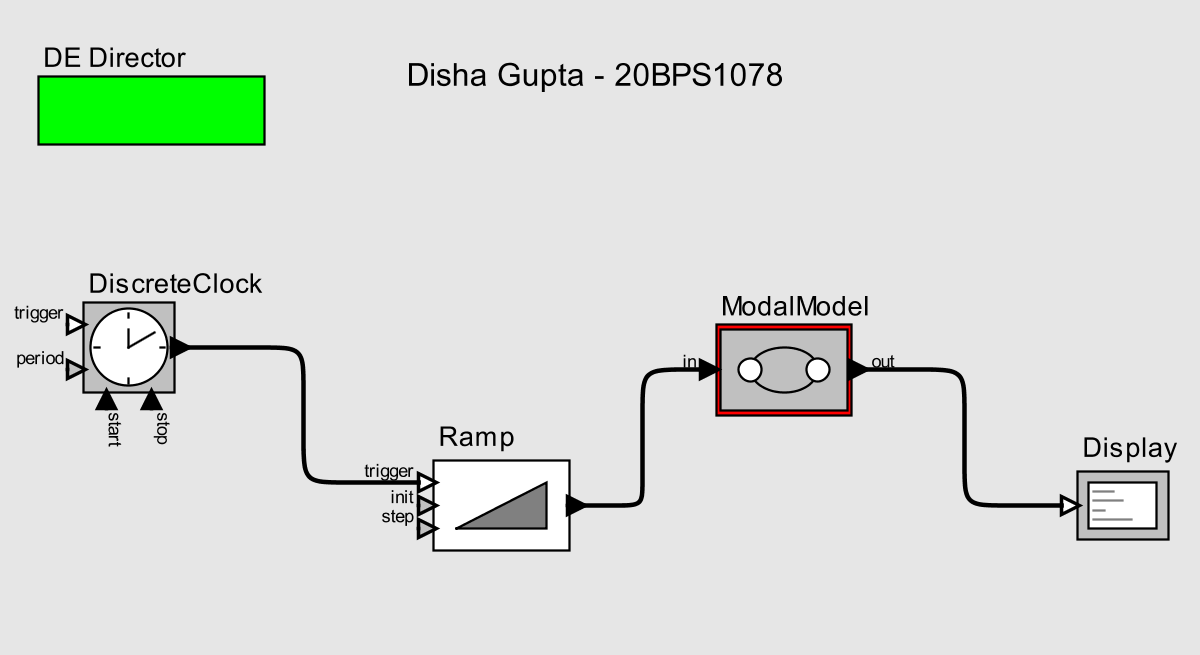 DE Director
Disha Gupta - 20BPS1078
DiscreteClock
trigger
period
start
stop
Ramp
trigger
init
step
ModalModel
in
out
Display